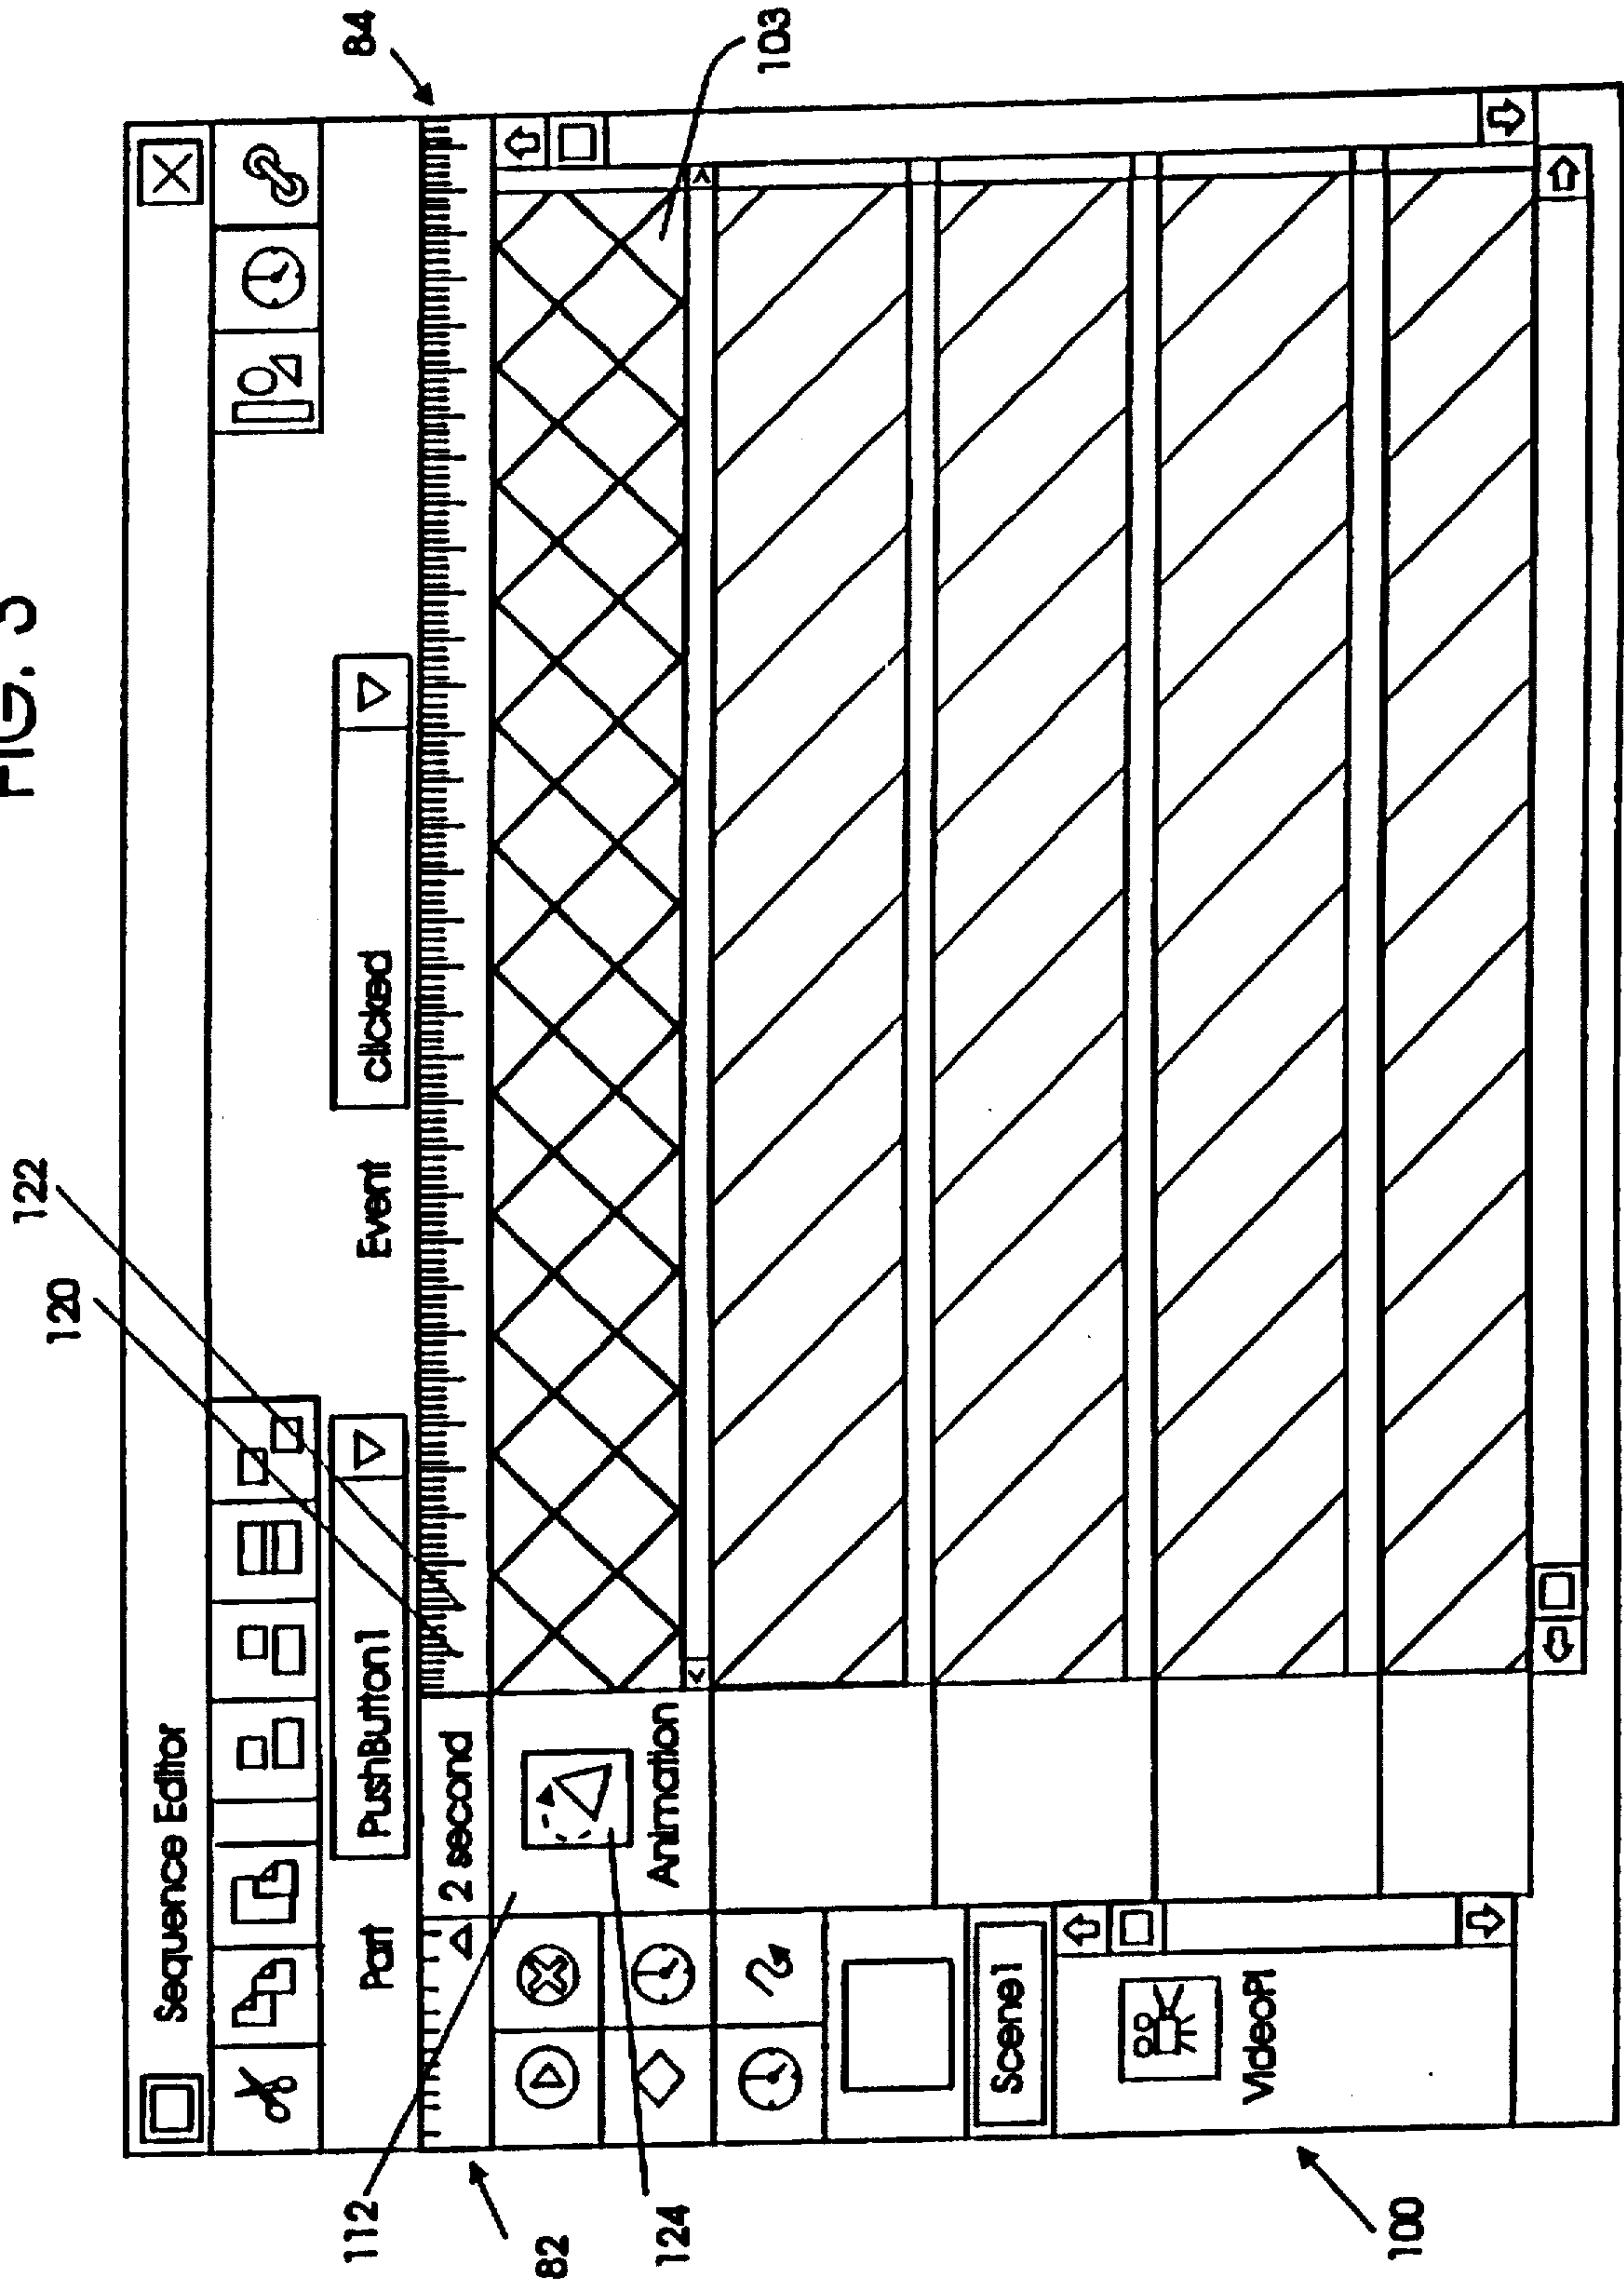 FIG. 3
122
120
84
Sequence Editor
Part
PushButton1
Event
clicked
2 second
112
82
Animation
103
124
Scene1
VideoPl
100